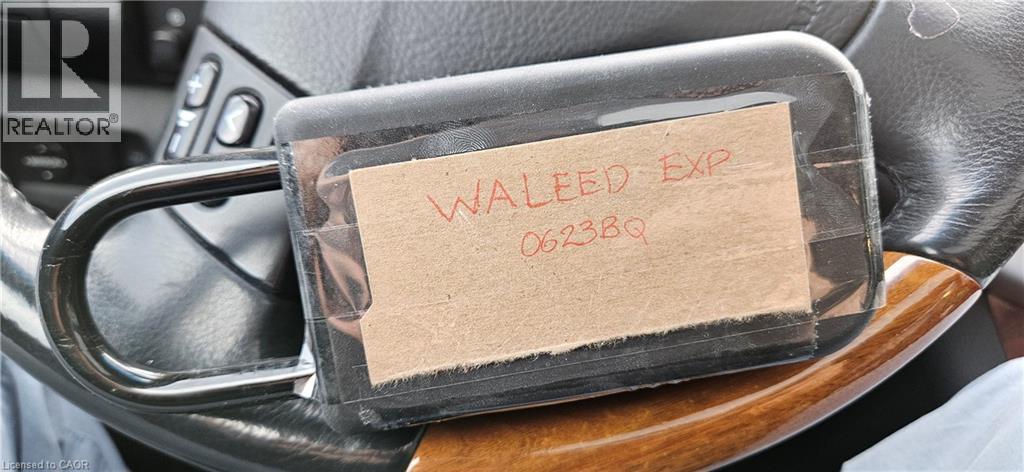 REALTOR®
WALEED EXP
0623BQ
Licensed to CAOR